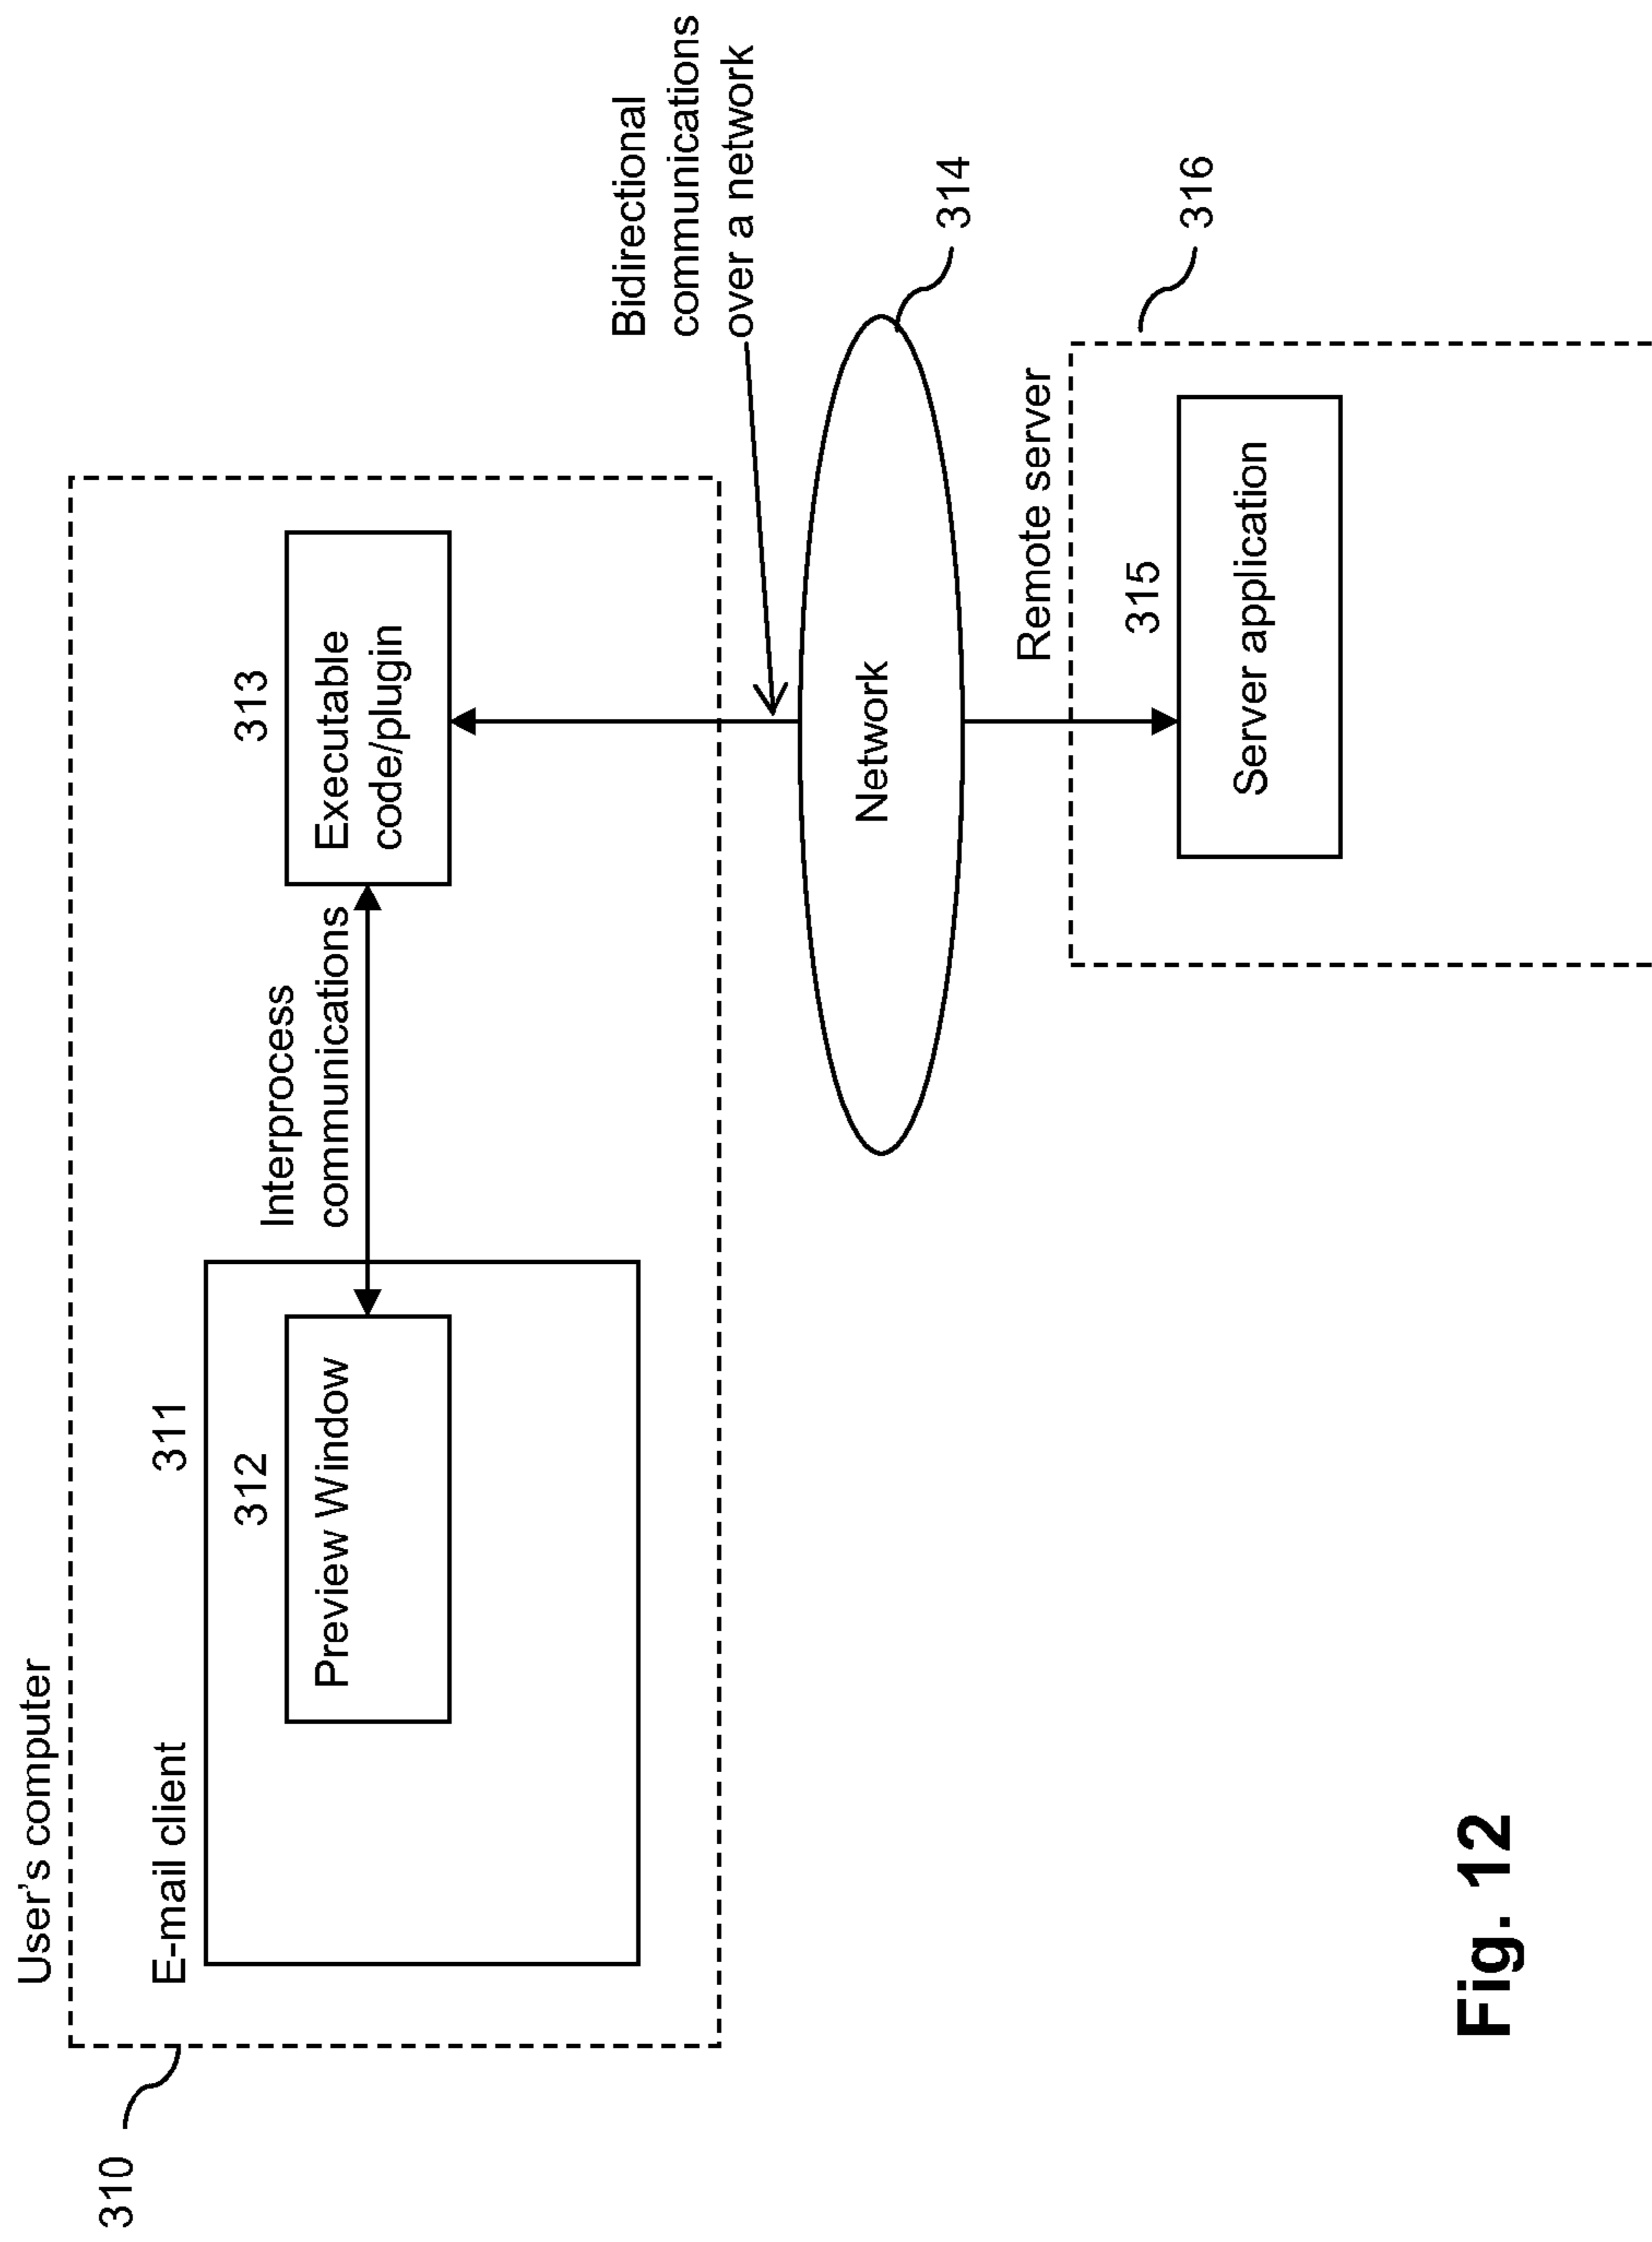 User's computer
310
E-mail client
311
312
Preview Window
Interprocess
communications
313
Executable
code/plugin
Bidirectional
communications
over a network
Network
314
Remote server
316
315
Server application
Fig. 12